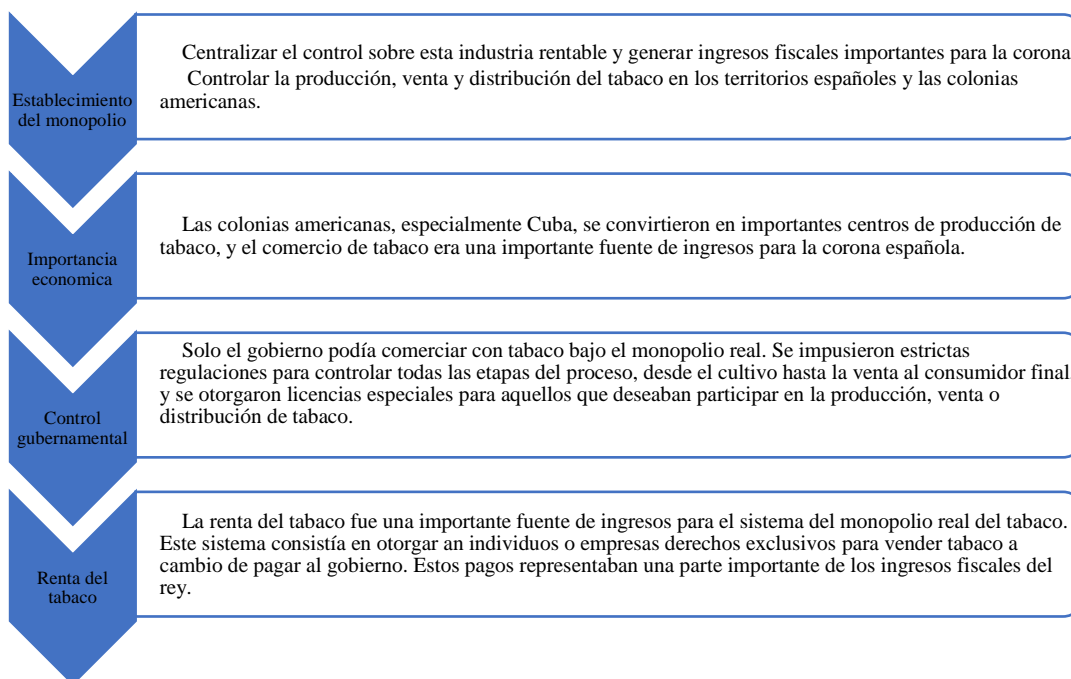 Establecimiento
del monopolio
Centralizar el control sobre esta industria rentable y generar ingresos fiscales importantes para la corona
Controlar la producción, venta y distribución del tabaco en los territorios españoles y las colonias
americanas.
Importancia
economica
Las colonias americanas, especialmente Cuba, se convirtieron en importantes centros de producción de
tabaco, y el comercio de tabaco era una importante fuente de ingresos para la corona española.
Control
gubernamental
Solo el gobierno podía comerciar con tabaco bajo el monopolio real. Se impusieron estrictas
regulaciones para controlar todas las etapas del proceso, desde el cultivo hasta la venta al consumidor final
y se otorgaron licencias especiales para aquellos que deseaban participar en la producción, venta o
distribución de tabaco.
Renta del
tabaco
La renta del tabaco fue una importante fuente de ingresos para el sistema del monopolio real del tabaco.
Este sistema consistía en otorgar an individuos o empresas derechos exclusivos para vender tabaco a
cambio de pagar al gobierno. Estos pagos representaban una parte importante de los ingresos fiscales del
rey.